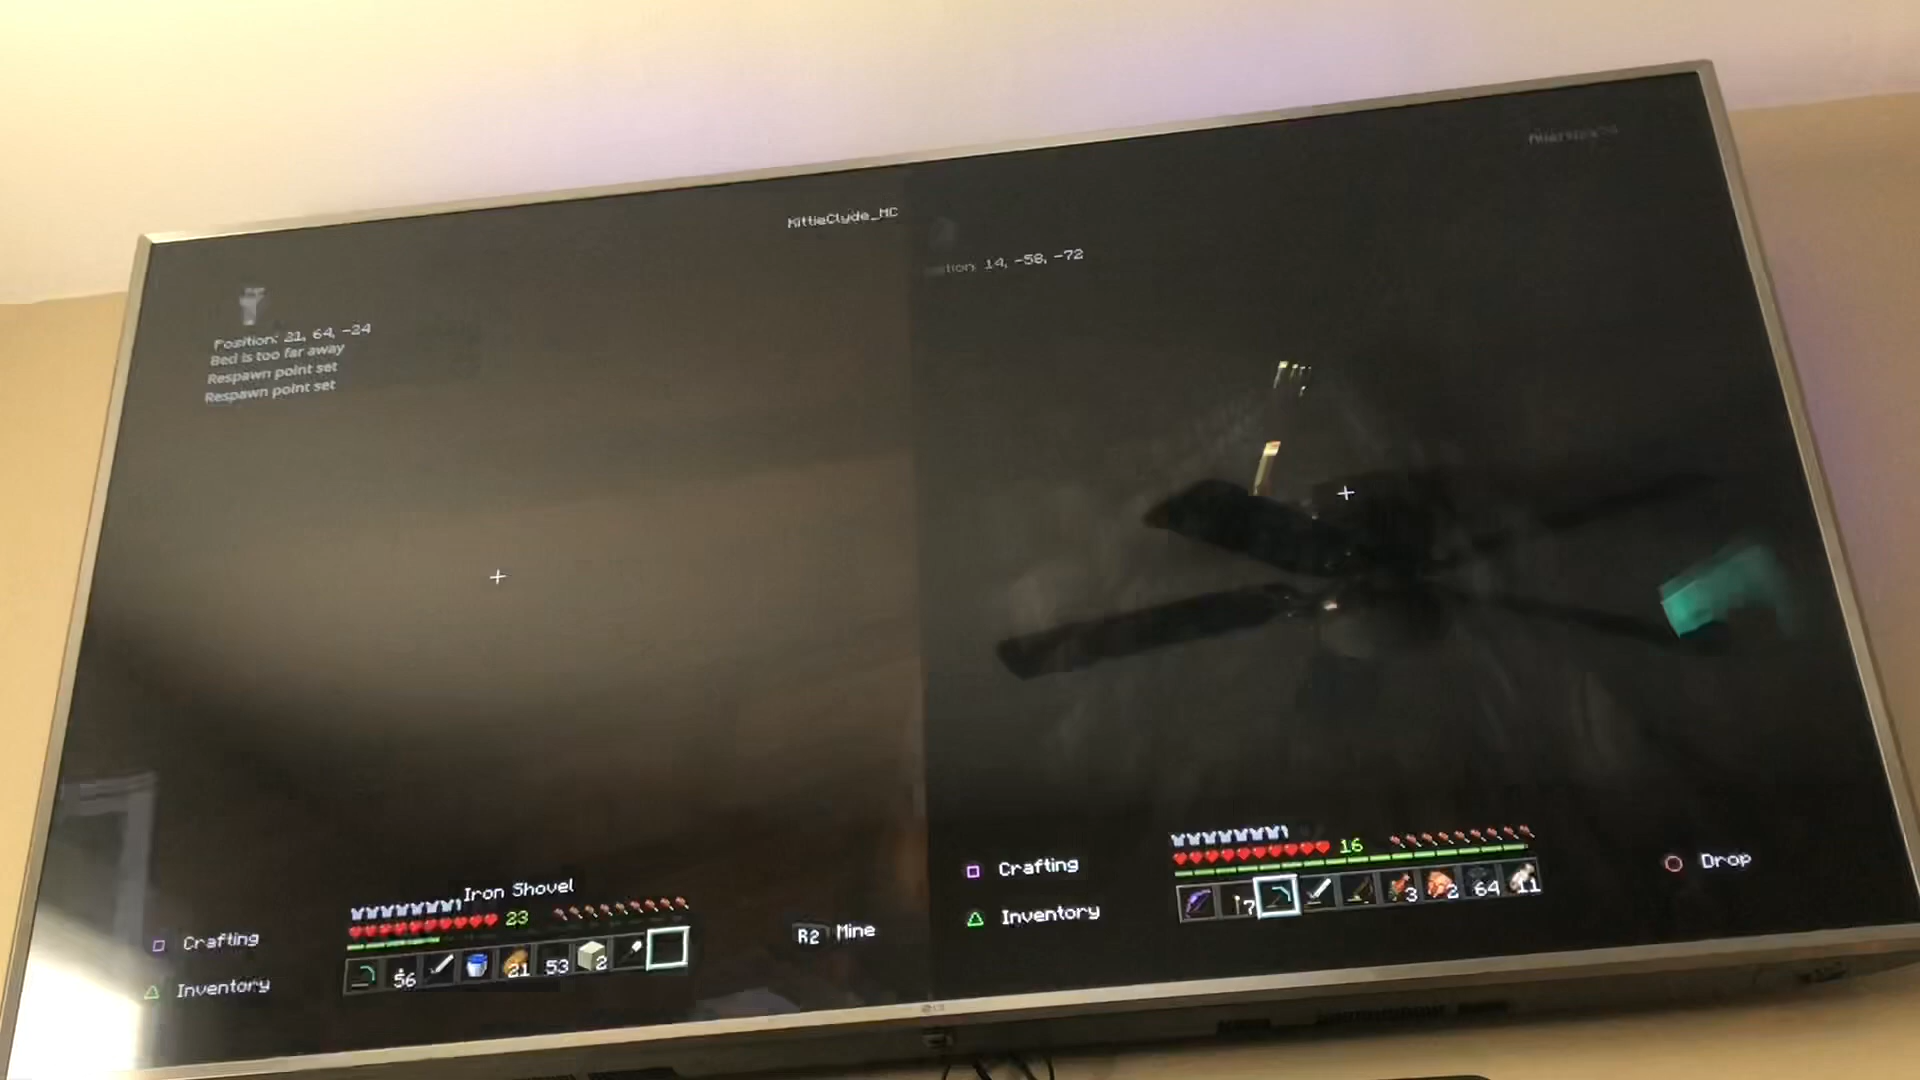 KittieClyde_MC
Position: 21, 64, -24
Bed is too far away
Respawn point set
Respawn point set
14, -58, -72
Iron Shovel
23
Crafting
Inventory
R2 Mine
56
21
53
2
16
Crafting
Inventory
Drop
7
3
2
64
11
LG